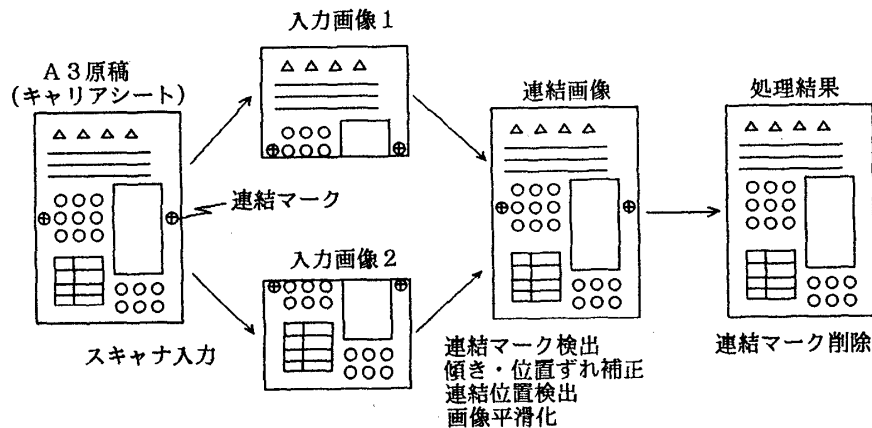 入力画像１
Ａ３原稿
(キャリアシート)
連結画像
処理結果
連結マーク
入力画像２
スキャナ入力
連結マーク検出
傾き・位置ずれ補正
連結位置検出
画像平滑化
連結マーク削除